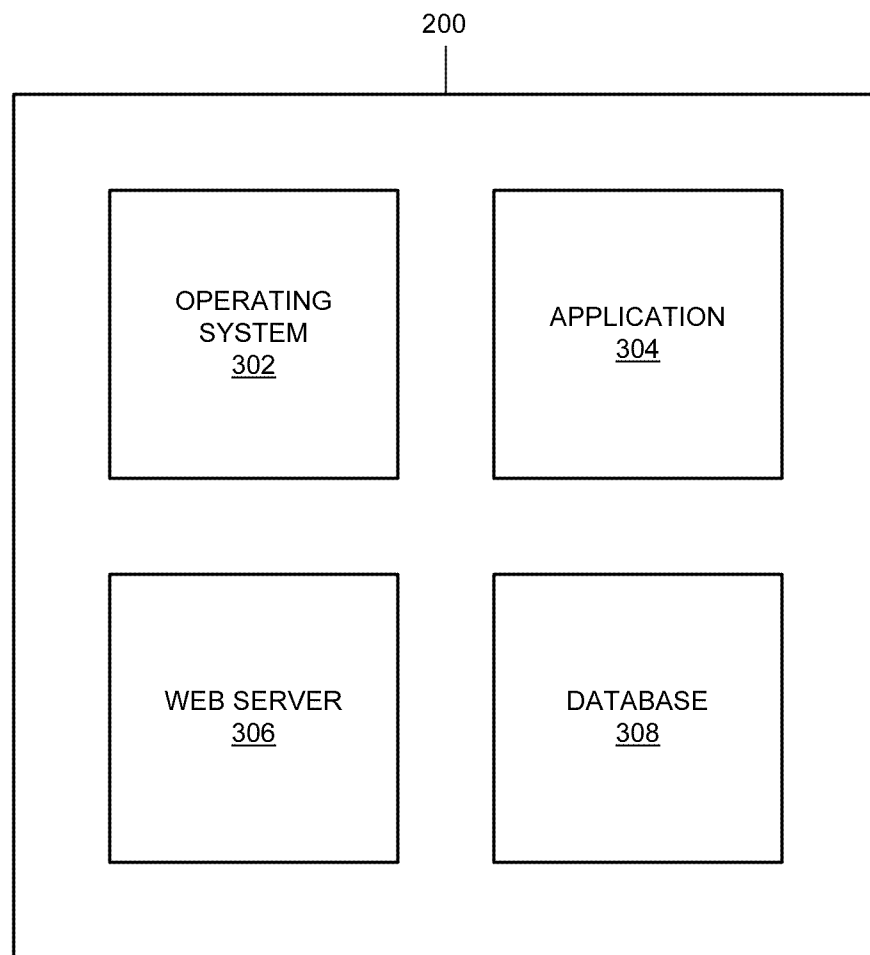 200
OPERATING
SYSTEM
302
APPLICATION
304
WEB SERVER
306
DATABASE
308